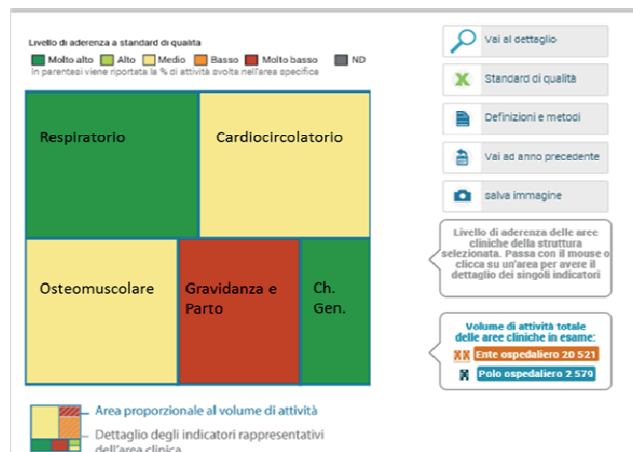 Livello di aderenza a standard di qualità
Molto alto Alto Medio Basso Molto basso ND
In parentesi viene riportata la % di attività svolta nell'area specifica
Respiratorio
Cardiocircolatorio
Osteomuscolare
Gravidanza e
Parto
Ch.
Gen.
Area proporzionale al volume di attività
Dettaglio degli indicatori rappresentativi
dell'area clinica
Vai al dettaglio
Standard di qualità
Definizioni e metodi
Vai ad anno precedente
salva immagine
Livello di aderenza delle aree
cliniche della struttura
selezionata. Passa con il mouse o
clicca su un'area per avere il
dettaglio dei singoli indicatori
Volume di attività totale
delle aree cliniche in esame:
Ente ospedaliero 20 521
Polo ospedaliero 2 579